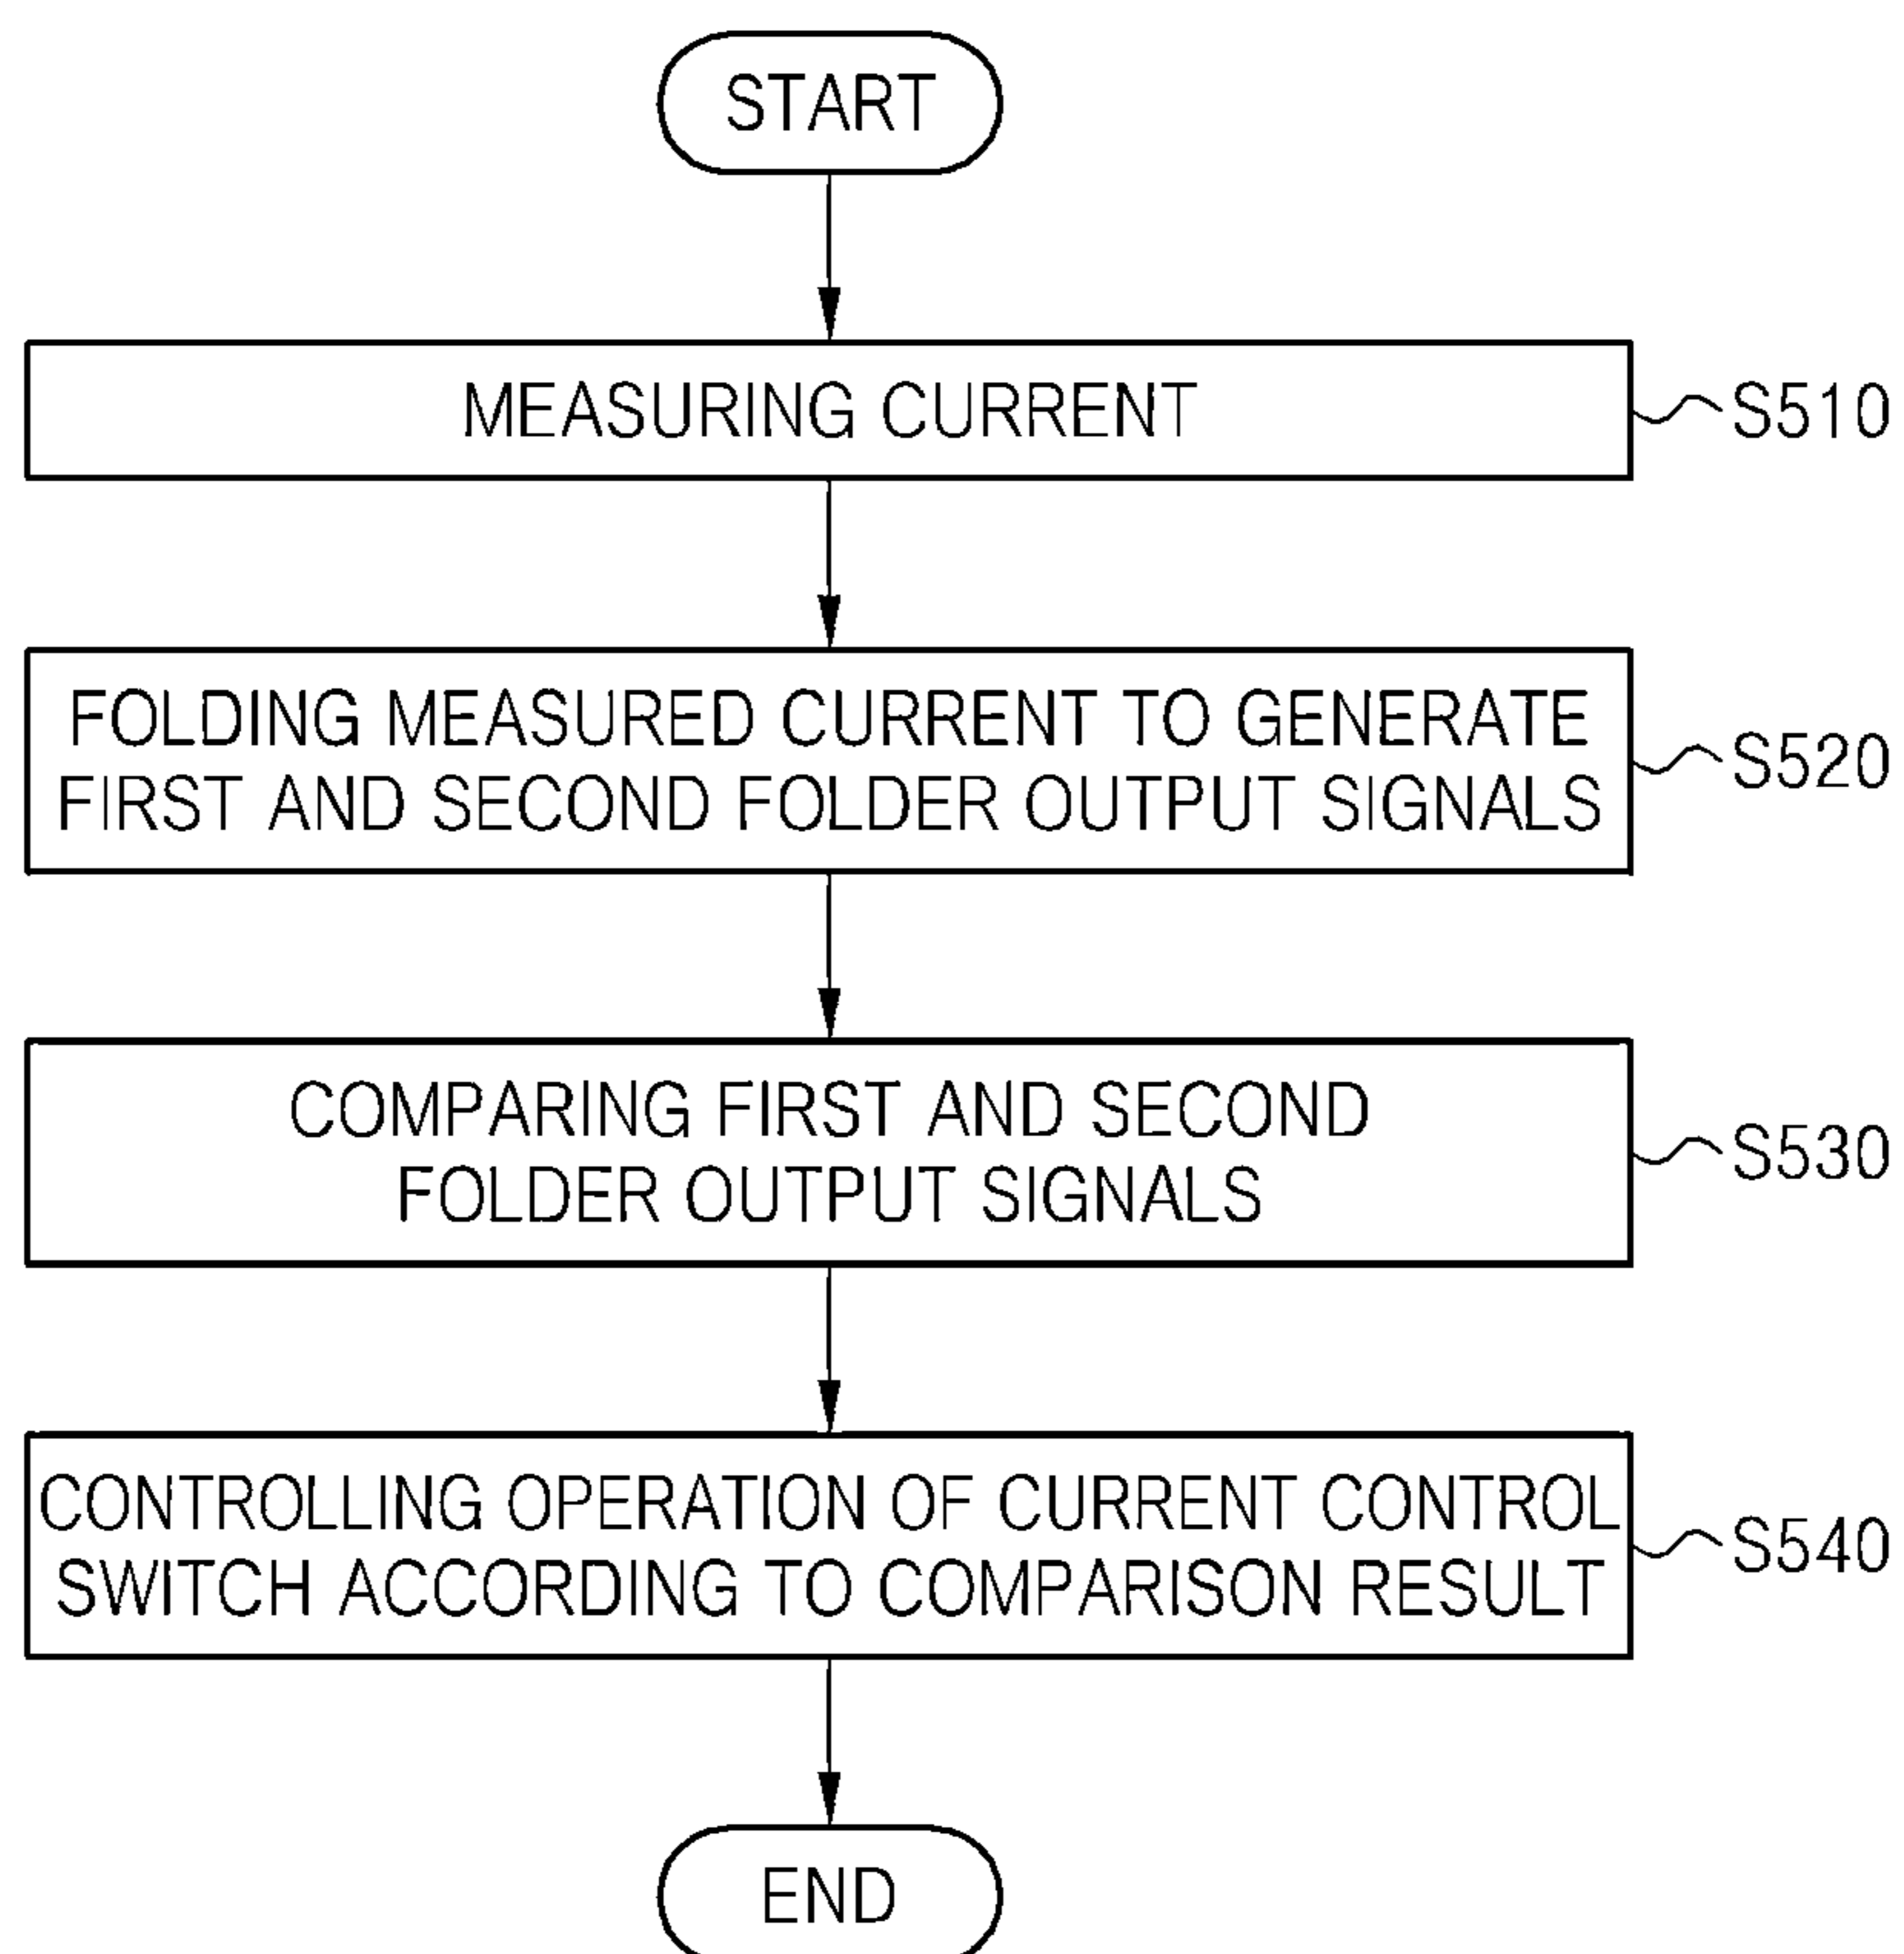 START
MEASURING CURRENT
S510
FOLDING MEASURED CURRENT TO GENERATE
FIRST AND SECOND FOLDER OUTPUT SIGNALS
S520
COMPARING FIRST AND SECOND
FOLDER OUTPUT SIGNALS
S530
CONTROLLING OPERATION OF CURRENT CONTROL
SWITCH ACCORDING TO COMPARISON RESULT
S540
END